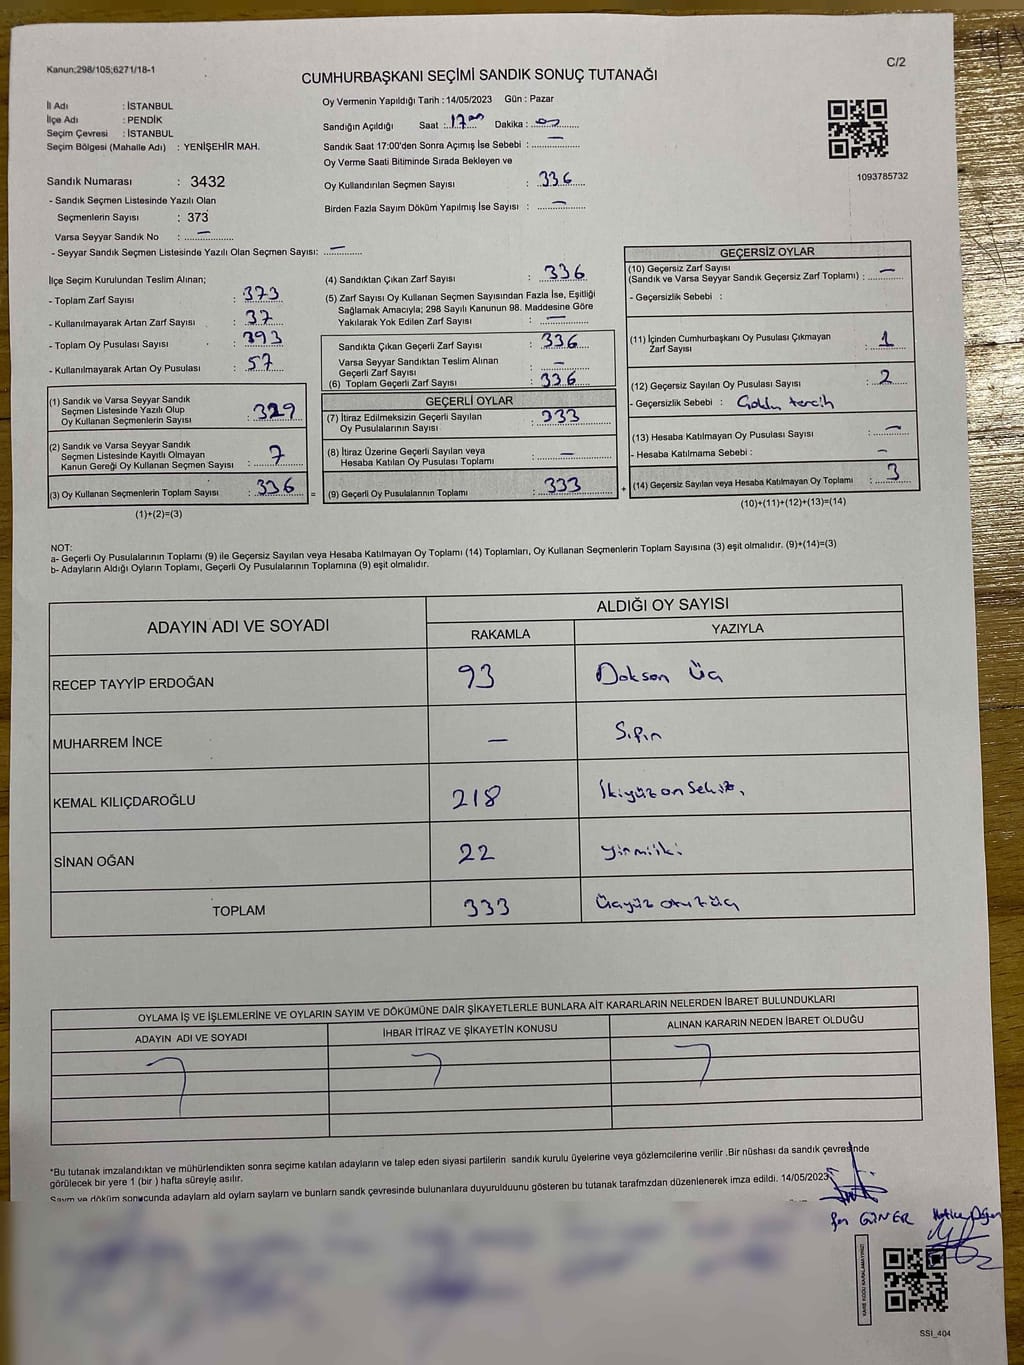 Kanun;298/105;6271/18-1
C/2
CUMHURBAŞKANI SEÇİMİ SANDIK SONUÇ TUTANAĞI
İl Adı : İSTANBUL
İlçe Adı : PENDİK
Seçim Çevresi : İSTANBUL
Seçim Bölgesi (Mahalle Adı) : YENİŞEHİR MAH.
Sandık Numarası : 3432
- Sandık Seçmen Listesinde Yazılı Olan
Seçmenlerin Sayısı : 373
Varsa Seyyar Sandık No : —
- Seyyar Sandık Seçmen Listesinde Yazılı Olan Seçmen Sayısı: —
Oy Vermenin Yapıldığı Tarih : 14/05/2023 Gün : Pazar
Sandığın Açıldığı Saat : 17⁰⁰ Dakika : 00
Sandık Saat 17:00'den Sonra Açımış İse Sebebi : —
Oy Verme Saati Bitiminde Sırada Bekleyen ve
Oy Kullandırılan Seçmen Sayısı : 336
Birden Fazla Sayım Döküm Yapılmış İse Sayısı : —
1093785732
İlçe Seçim Kurulundan Teslim Alınan;
- Toplam Zarf Sayısı : 373
- Kullanılmayarak Artan Zarf Sayısı : 37
- Toplam Oy Pusulası Sayısı : 393
- Kullanılmayarak Artan Oy Pusulası : 57
(1) Sandık ve Varsa Seyyar Sandık
Seçmen Listesinde Yazılı Olup
Oy Kullanan Seçmenlerin Sayısı : 329
(2) Sandık ve Varsa Seyyar Sandık
Seçmen Listesinde Kayıtlı Olmayan
Kanun Gereği Oy Kullanan Seçmen Sayısı : 7
(3) Oy Kullanan Seçmenlerin Toplam Sayısı : 336
(1)+(2)=(3)
(4) Sandıktan Çıkan Zarf Sayısı : 336
(5) Zarf Sayısı Oy Kullanan Seçmen Sayısından Fazla İse, Eşitliği
Sağlamak Amacıyla; 298 Sayılı Kanunun 98. Maddesine Göre
Yakılarak Yok Edilen Zarf Sayısı : —
Sandıkta Çıkan Geçerli Zarf Sayısı : 336
Varsa Seyyar Sandıktan Teslim Alınan
Geçerli Zarf Sayısı : —
(6) Toplam Geçerli Zarf Sayısı : 336
GEÇERLİ OYLAR
(7) İtiraz Edilmeksizin Geçerli Sayılan
Oy Pusulalarının Sayısı : 333
(8) İtiraz Üzerine Geçerli Sayılan veya
Hesaba Katılan Oy Pusulası Toplamı : —
= (9) Geçerli Oy Pusulalarının Toplamı : 333
GEÇERSİZ OYLAR
(10) Geçersiz Zarf Sayısı
(Sandık ve Varsa Seyyar Sandık Geçersiz Zarf Toplamı) : —
- Geçersizlik Sebebi :
(11) İçinden Cumhurbaşkanı Oy Pusulası Çıkmayan
Zarf Sayısı : 1
(12) Geçersiz Sayılan Oy Pusulası Sayısı : 2
- Geçersizlik Sebebi : Çoklu tercih
(13) Hesaba Katılmayan Oy Pusulası Sayısı : —
- Hesaba Katılmama Sebebi : —
+ (14) Geçersiz Sayılan veya Hesaba Katılmayan Oy Toplamı : 3
(10)+(11)+(12)+(13)=(14)
NOT:
a- Geçerli Oy Pusulalarının Toplamı (9) ile Geçersiz Sayılan veya Hesaba Katılmayan Oy Toplamı (14) Toplamları, Oy Kullanan Seçmenlerin Toplam Sayısına (3) eşit olmalıdır. (9)+(14)=(3)
b- Adayların Aldığı Oyların Toplamı, Geçerli Oy Pusulalarının Toplamına (9) eşit olmalıdır.
ADAYIN ADI VE SOYADI
ALDIĞI OY SAYISI
RAKAMLA YAZIYLA
RECEP TAYYİP ERDOĞAN 93 Doksan Üç
MUHARREM İNCE — Sıfır
KEMAL KILIÇDAROĞLU 218 İkiyüz on Sekiz,
SİNAN OĞAN 22 yirmiiki
TOPLAM 333 Üçyüz otuz üç
OYLAMA İŞ VE İŞLEMLERİNE VE OYLARIN SAYIM VE DÖKÜMÜNE DAİR ŞİKAYETLERLE BUNLARA AİT KARARLARIN NELERDEN İBARET BULUNDUKLARI
ADAYIN ADI VE SOYADI İHBAR İTİRAZ VE ŞİKAYETİN KONUSU ALINAN KARARIN NEDEN İBARET OLDUĞU
*Bu tutanak imzalandıktan ve mühürlendikten sonra seçime katılan adayların ve talep eden siyasi partilerin sandık kurulu üyelerine veya gözlemcilerine verilir .Bir nüshası da sandık çevresinde
görülecek bir yere 1 (bir ) hafta süreyle asılır.
Sayım ve döküm sonucunda adayların ald oyların sayların ve bunların sandk çevresinde bulunanlara duyurulduunu gösteren bu tutanak tarafmzdan düzenlenerek imza edildi. 14/05/2023
GÜNER Hatice
KARE KODU KARALAMAYINIZ!
SSI_404